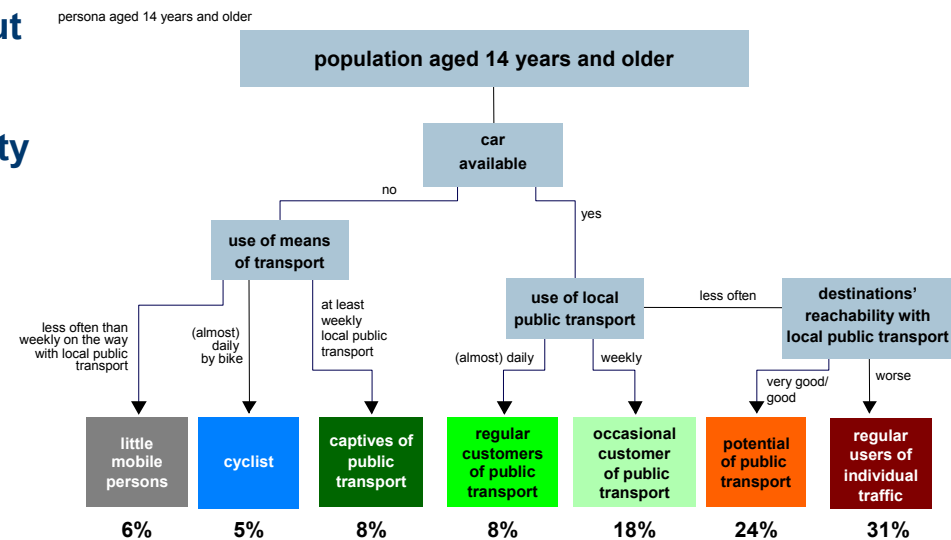 ut
persona aged 14 years and older
population aged 14 years and older
ty
car
available
no
yes
use of means
of transport
use of local
public transport
less often
destinations'
reachability with
local public transport
less often than
weekly on the way
with local public
transport
(almost)
daily
by bike
at least
weekly
local public
transport
(almost) daily
weekly
very good/
good
worse
little
mobile
persons
cyclist
captives of
public
transport
regular
customers
of public
transport
occasional
customer
of public
transport
potential
of public
transport
regular
users of
individual
traffic
6%
5%
8%
8%
18%
24%
31%